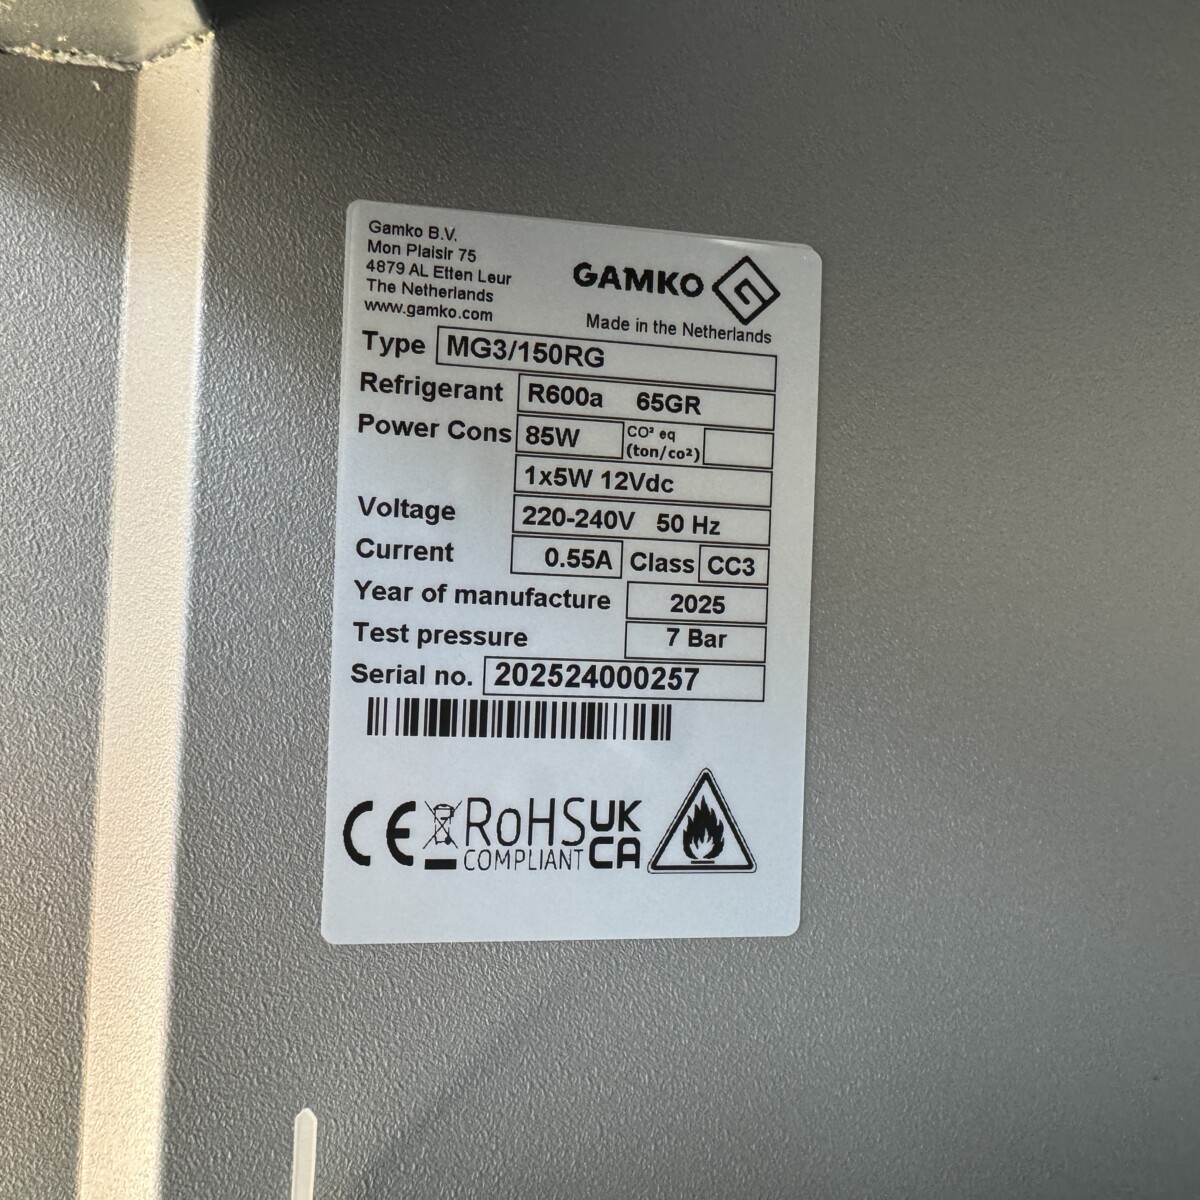 Gamko B.V.
Mon Plaisir 75
4879 AL Etten Leur
The Netherlands
www.gamko.com
GAMKO
Made in the Netherlands
Type MG3/150RG
Refrigerant R600a 65GR
Power Cons 85W CO² eq (ton/co²)
1x5W 12Vdc
Voltage 220-240V 50 Hz
Current 0.55A Class CC3
Year of manufacture 2025
Test pressure 7 Bar
Serial no. 202524000257
CE RoHS COMPLIANT UK CA